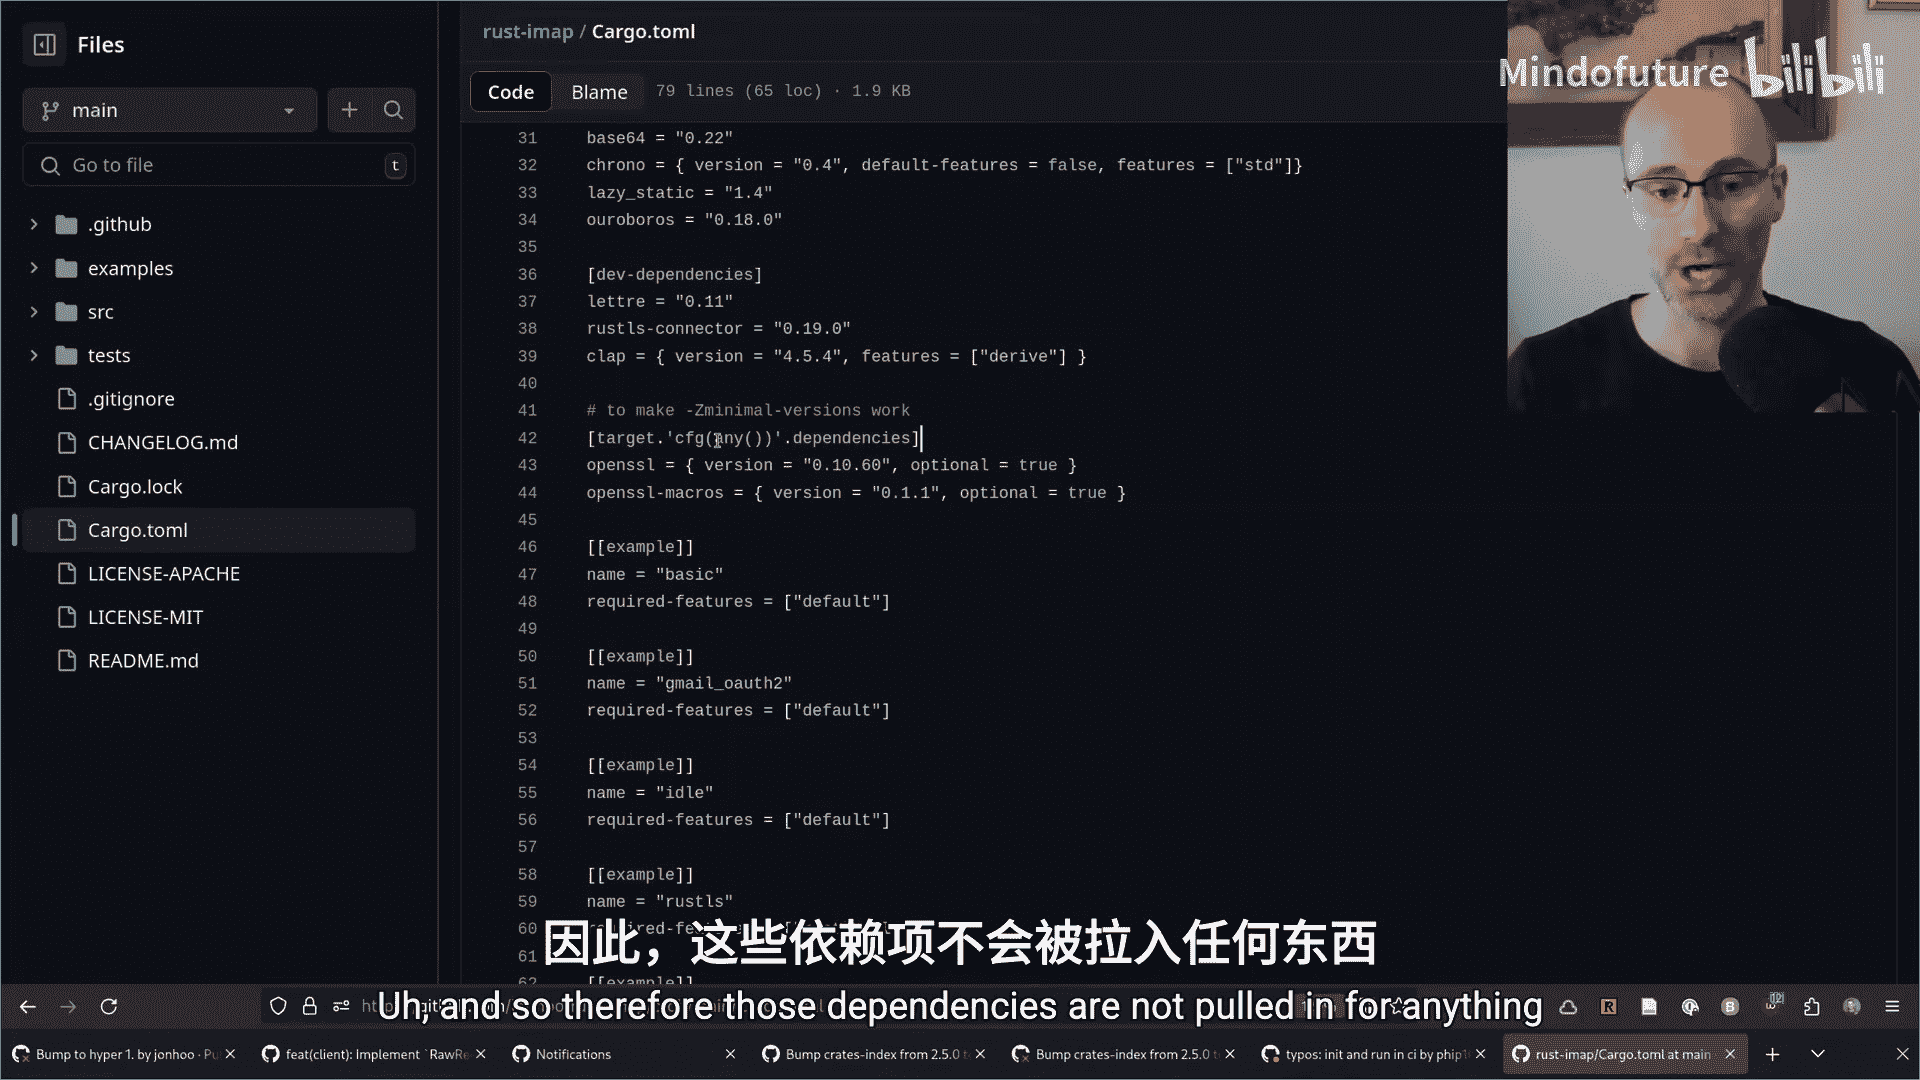 Files
main
Go to file
t
.github
examples
src
tests
.gitignore
CHANGELOG.md
Cargo.lock
Cargo.toml
LICENSE-APACHE
LICENSE-MIT
README.md
rust-imap / Cargo.toml
Code
Blame
79 lines (65 loc) · 1.9 KB
Mindofuture bilibili
31 base64 = "0.22"
32 chrono = { version = "0.4", default-features = false, features = ["std"]}
33 lazy_static = "1.4"
34 ouroboros = "0.18.0"
35
36 [dev-dependencies]
37 lettre = "0.11"
38 rustls-connector = "0.19.0"
39 clap = { version = "4.5.4", features = ["derive"] }
40
41 # to make -Zminimal-versions work
42 [target.'cfg(any())'.dependencies]
43 openssl = { version = "0.10.60", optional = true }
44 openssl-macros = { version = "0.1.1", optional = true }
45
46 [[example]]
47 name = "basic"
48 required-features = ["default"]
49
50 [[example]]
51 name = "gmail_oauth2"
52 required-features = ["default"]
53
54 [[example]]
55 name = "idle"
56 required-features = ["default"]
57
58 [[example]]
59 name = "rustls"
60
61
62 [[example]]
因此，这些依赖项不会被拉入任何东西
Uh, and so therefore those dependencies are not pulled in for anything
Bump to hyper 1. by jonhoo · Pu
feat(client): Implement `RawRe
Notifications
Bump crates-index from 2.5.0 t
Bump crates-index from 2.5.0 t
typos: init and run in ci by phip1
rust-imap/Cargo.toml at main